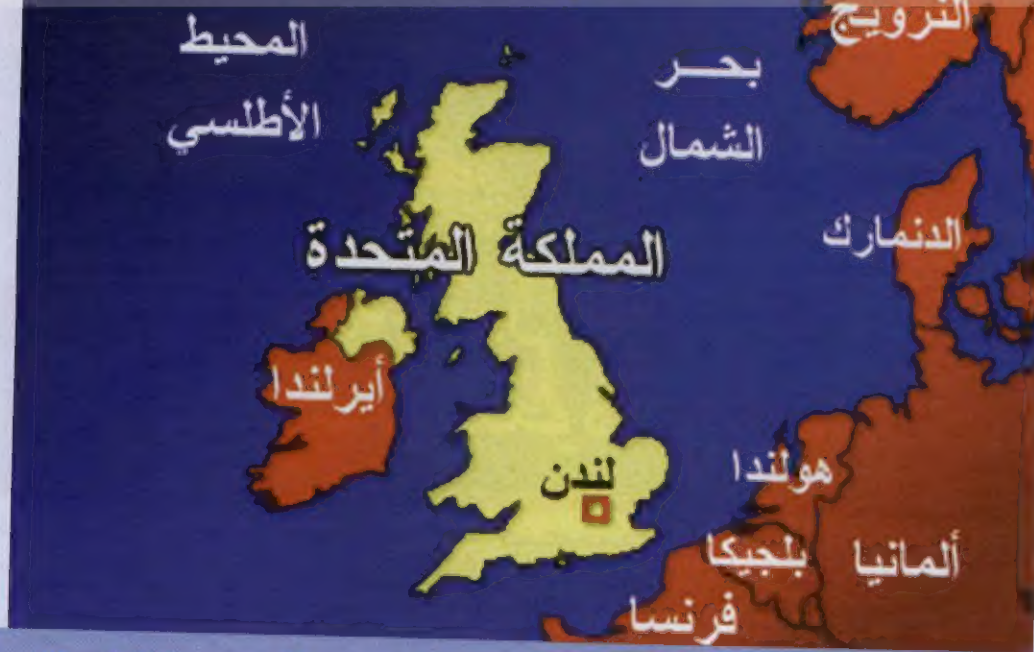 النرويج
المحيط
الأطلسي
بحر
الشمال
الدنمارك
المملكة المتحدة
أيرلندا
هولندا
لندن
بلجيكا
ألمانيا
فرنسا